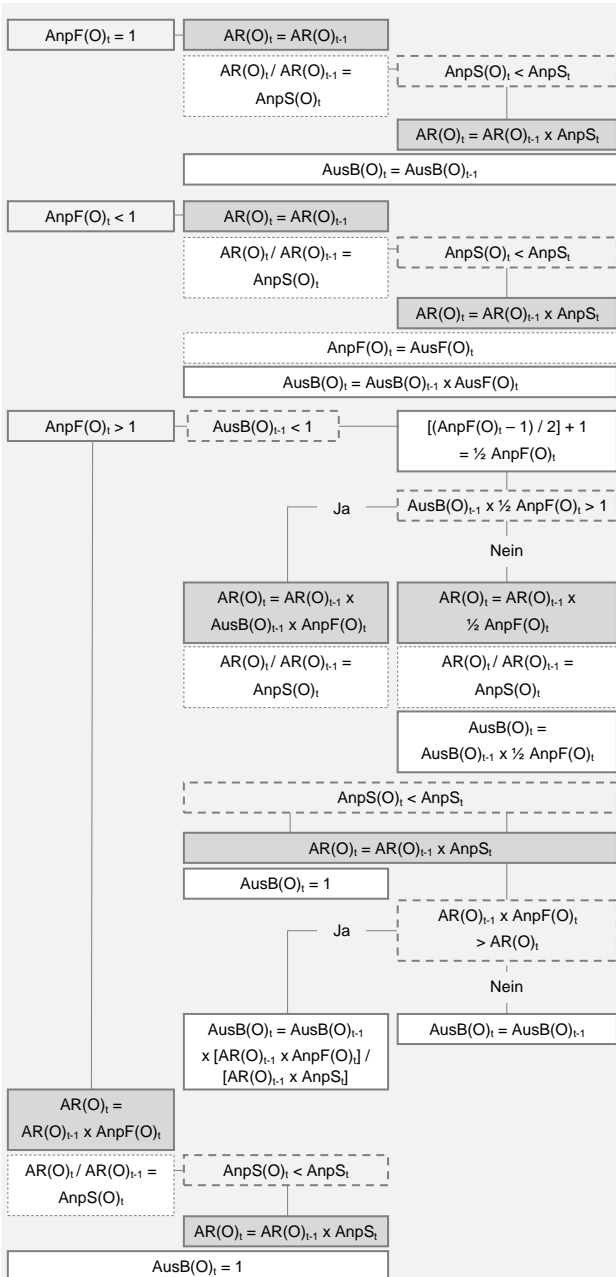 AnpF(O)t = 1
AR(O)t = AR(O)t-1
AR(O)t / AR(O)t-1 =
AnpS(O)t
AnpS(O)t < AnpSt
AR(O)t = AR(O)t-1 x AnpSt
AusB(O)t = AusB(O)t-1
AnpF(O)t < 1
AR(O)t = AR(O)t-1
AR(O)t / AR(O)t-1 =
AnpS(O)t
AnpS(O)t < AnpSt
AR(O)t = AR(O)t-1 x AnpSt
AnpF(O)t = AusF(O)t
AusB(O)t = AusB(O)t-1 x AusF(O)t
AnpF(O)t > 1
AusB(O)t-1 < 1
[(AnpF(O)t – 1) / 2] + 1
= ½ AnpF(O)t
Ja
AusB(O)t-1 x ½ AnpF(O)t > 1
Nein
AR(O)t = AR(O)t-1 x
AusB(O)t-1 x AnpF(O)t
AR(O)t / AR(O)t-1 =
AnpS(O)t
AR(O)t = AR(O)t-1 x
½ AnpF(O)t
AR(O)t / AR(O)t-1 =
AnpS(O)t
AusB(O)t =
AusB(O)t-1 x ½ AnpF(O)t
AnpS(O)t < AnpSt
AR(O)t = AR(O)t-1 x AnpSt
AusB(O)t = 1
AR(O)t-1 x AnpF(O)t
> AR(O)t
Ja
Nein
AusB(O)t = AusB(O)t-1
x [AR(O)t-1 x AnpF(O)t] /
[AR(O)t-1 x AnpSt]
AusB(O)t = AusB(O)t-1
AR(O)t =
AR(O)t-1 x AnpF(O)t
AR(O)t / AR(O)t-1 =
AnpS(O)t
AnpS(O)t < AnpSt
AR(O)t = AR(O)t-1 x AnpSt
AusB(O)t = 1